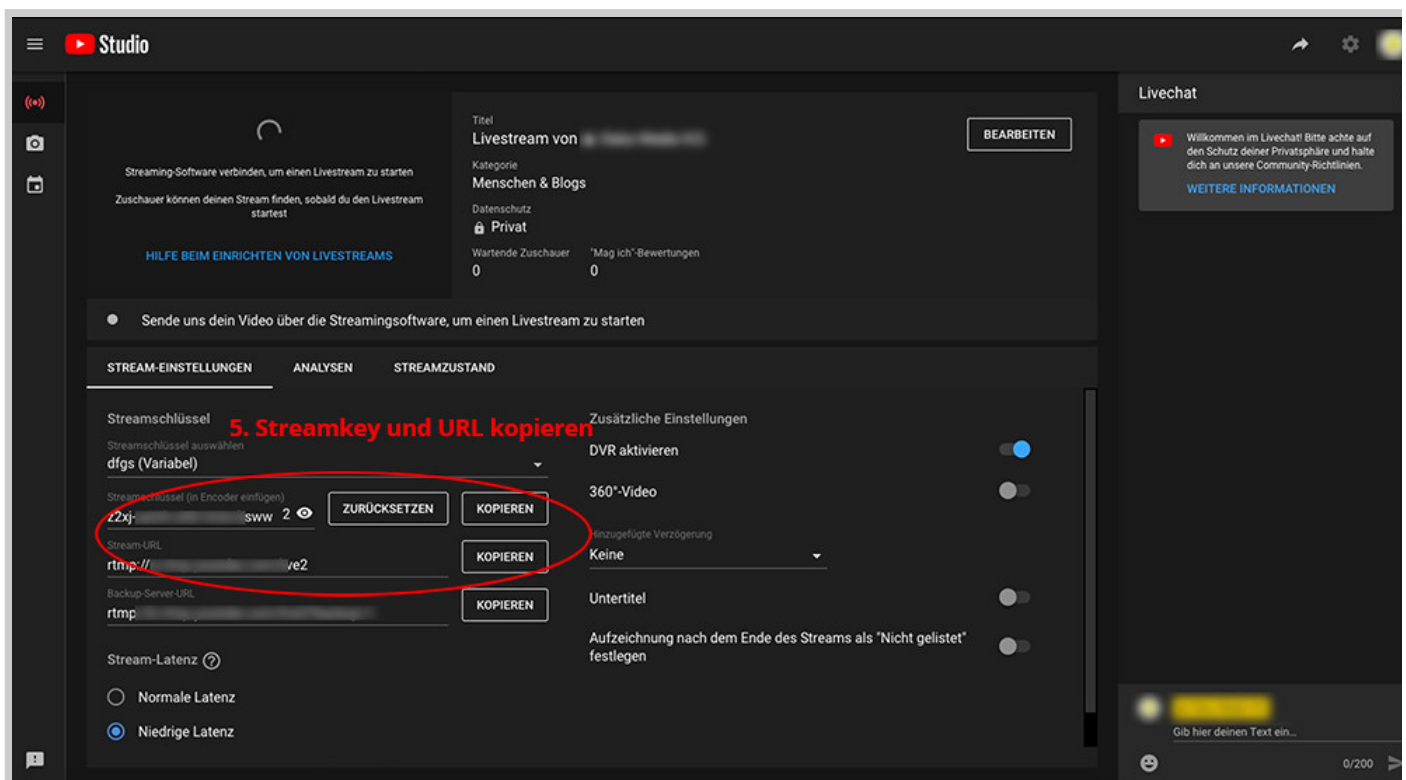 Studio
Streaming-Software verbinden, um einen Livestream zu starten
Zuschauer können deinen Stream finden, sobald du den Livestream
startest
HILFE BEIM EINRICHTEN VON LIVESTREAMS
Titel
Livestream von
BEARBEITEN
Kategorie
Menschen & Blogs
Datenschutz
Privat
Wartende Zuschauer "Mag ich"-Bewertungen
0 0
Sende uns dein Video über die Streamingsoftware, um einen Livestream zu starten
STREAM-EINSTELLUNGEN ANALYSEN STREAMZUSTAND
Streamschlüssel
5. Streamkey und URL kopieren
Streamschlüssel auswählen
dfgs (Variabel)
Streamschlüssel (in Encoder einfügen)
z2xj- sww 2 ZURÜCKSETZEN KOPIEREN
Stream-URL
rtmp:// ve2 KOPIEREN
Backup-Server-URL
rtmp KOPIEREN
Stream-Latenz
Normale Latenz
Niedrige Latenz
Zusätzliche Einstellungen
DVR aktivieren
360°-Video
Hinzugefügte Verzögerung
Keine
Untertitel
Aufzeichnung nach dem Ende des Streams als "Nicht gelistet"
festlegen
Livechat
Willkommen im Livechat! Bitte achte auf
den Schutz deiner Privatsphäre und halte
dich an unsere Community-Richtlinien.
WEITERE INFORMATIONEN
Gib hier deinen Text ein...
0/200